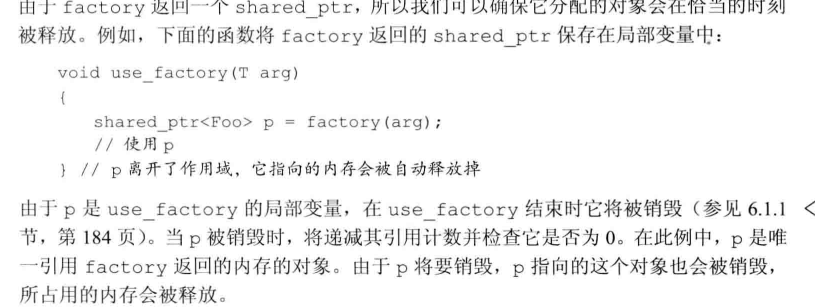 由于 factory 返回一个 shared_ptr，所以我们可以确保它分配的对象会在恰当的时刻
被释放。例如，下面的函数将 factory 返回的 shared_ptr 保存在局部变量中：
void use_factory(T arg)
{
shared_ptr<Foo> p = factory(arg);
// 使用 p
} // p 离开了作用域，它指向的内存会被自动释放掉
由于 p 是 use_factory 的局部变量，在 use_factory 结束时它将被销毁（参见 6.1.1 <
节，第 184 页）。当 p 被销毁时，将递减其引用计数并检查它是否为 0。在此例中，p 是唯
一引用 factory 返回的内存的对象。由于 p 将要销毁，p 指向的这个对象也会被销毁，
所占用的内存会被释放。